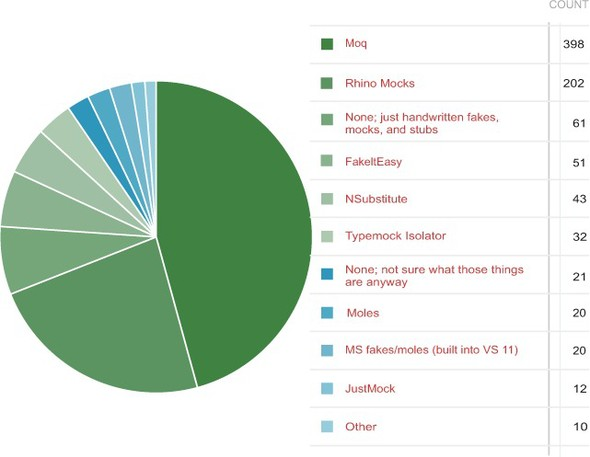 COUNT
Moq 398
Rhino Mocks 202
None; just handwritten fakes,
mocks, and stubs 61
FakeItEasy 51
NSubstitute 43
Typemock Isolator 32
None; not sure what those things
are anyway 21
Moles 20
MS fakes/moles (built into VS 11) 20
JustMock 12
Other 10